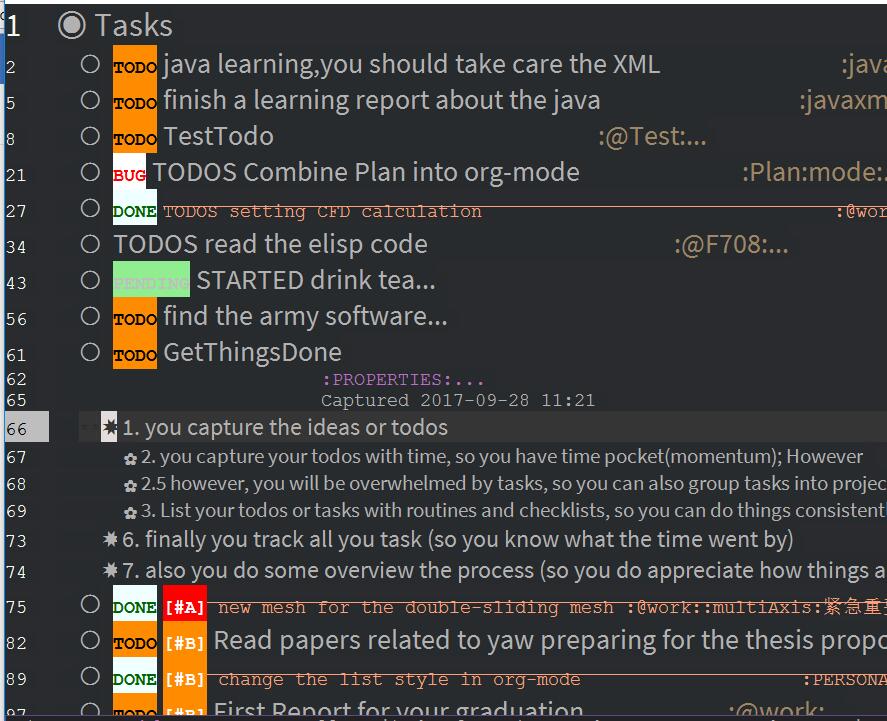 1 Tasks
2 TODO java learning,you should take care the XML :java
5 TODO finish a learning report about the java :javaxm
8 TODO TestTodo :@Test:...
21 BUG TODOS Combine Plan into org-mode :Plan:mode:.
27 DONE TODOS setting CFD calculation :@wor
34 TODOS read the elisp code :@F708:...
43 PENDING STARTED drink tea...
56 TODO find the army software...
61 TODO GetThingsDone
62 :PROPERTIES:...
65 Captured 2017-09-28 11:21
66 1. you capture the ideas or todos
67 2. you capture your todos with time, so you have time pocket(momentum); However
68 2.5 however, you will be overwhelmed by tasks, so you can also group tasks into projec
69 3. List your todos or tasks with routines and checklists, so you can do things consistent
73 6. finally you track all you task (so you know what the time went by)
74 7. also you do some overview the process (so you do appreciate how things a
75 DONE [#A] new mesh for the double-sliding mesh :@work::multiAxis:紧急重
82 TODO [#B] Read papers related to yaw preparing for the thesis propo
89 DONE [#B] change the list style in org-mode :PERSONA
97 TODO [#B] First Report for your graduation :@work: